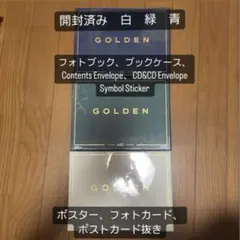 開封済み 白 緑 青
GOLDEN
フォトブック、ブックケース、
Contents Envelope、CD&CD Envelope
Symbol Sticker
GOLDEN
GOLDEN
ポスター、フォトカード、
ポストカード抜き